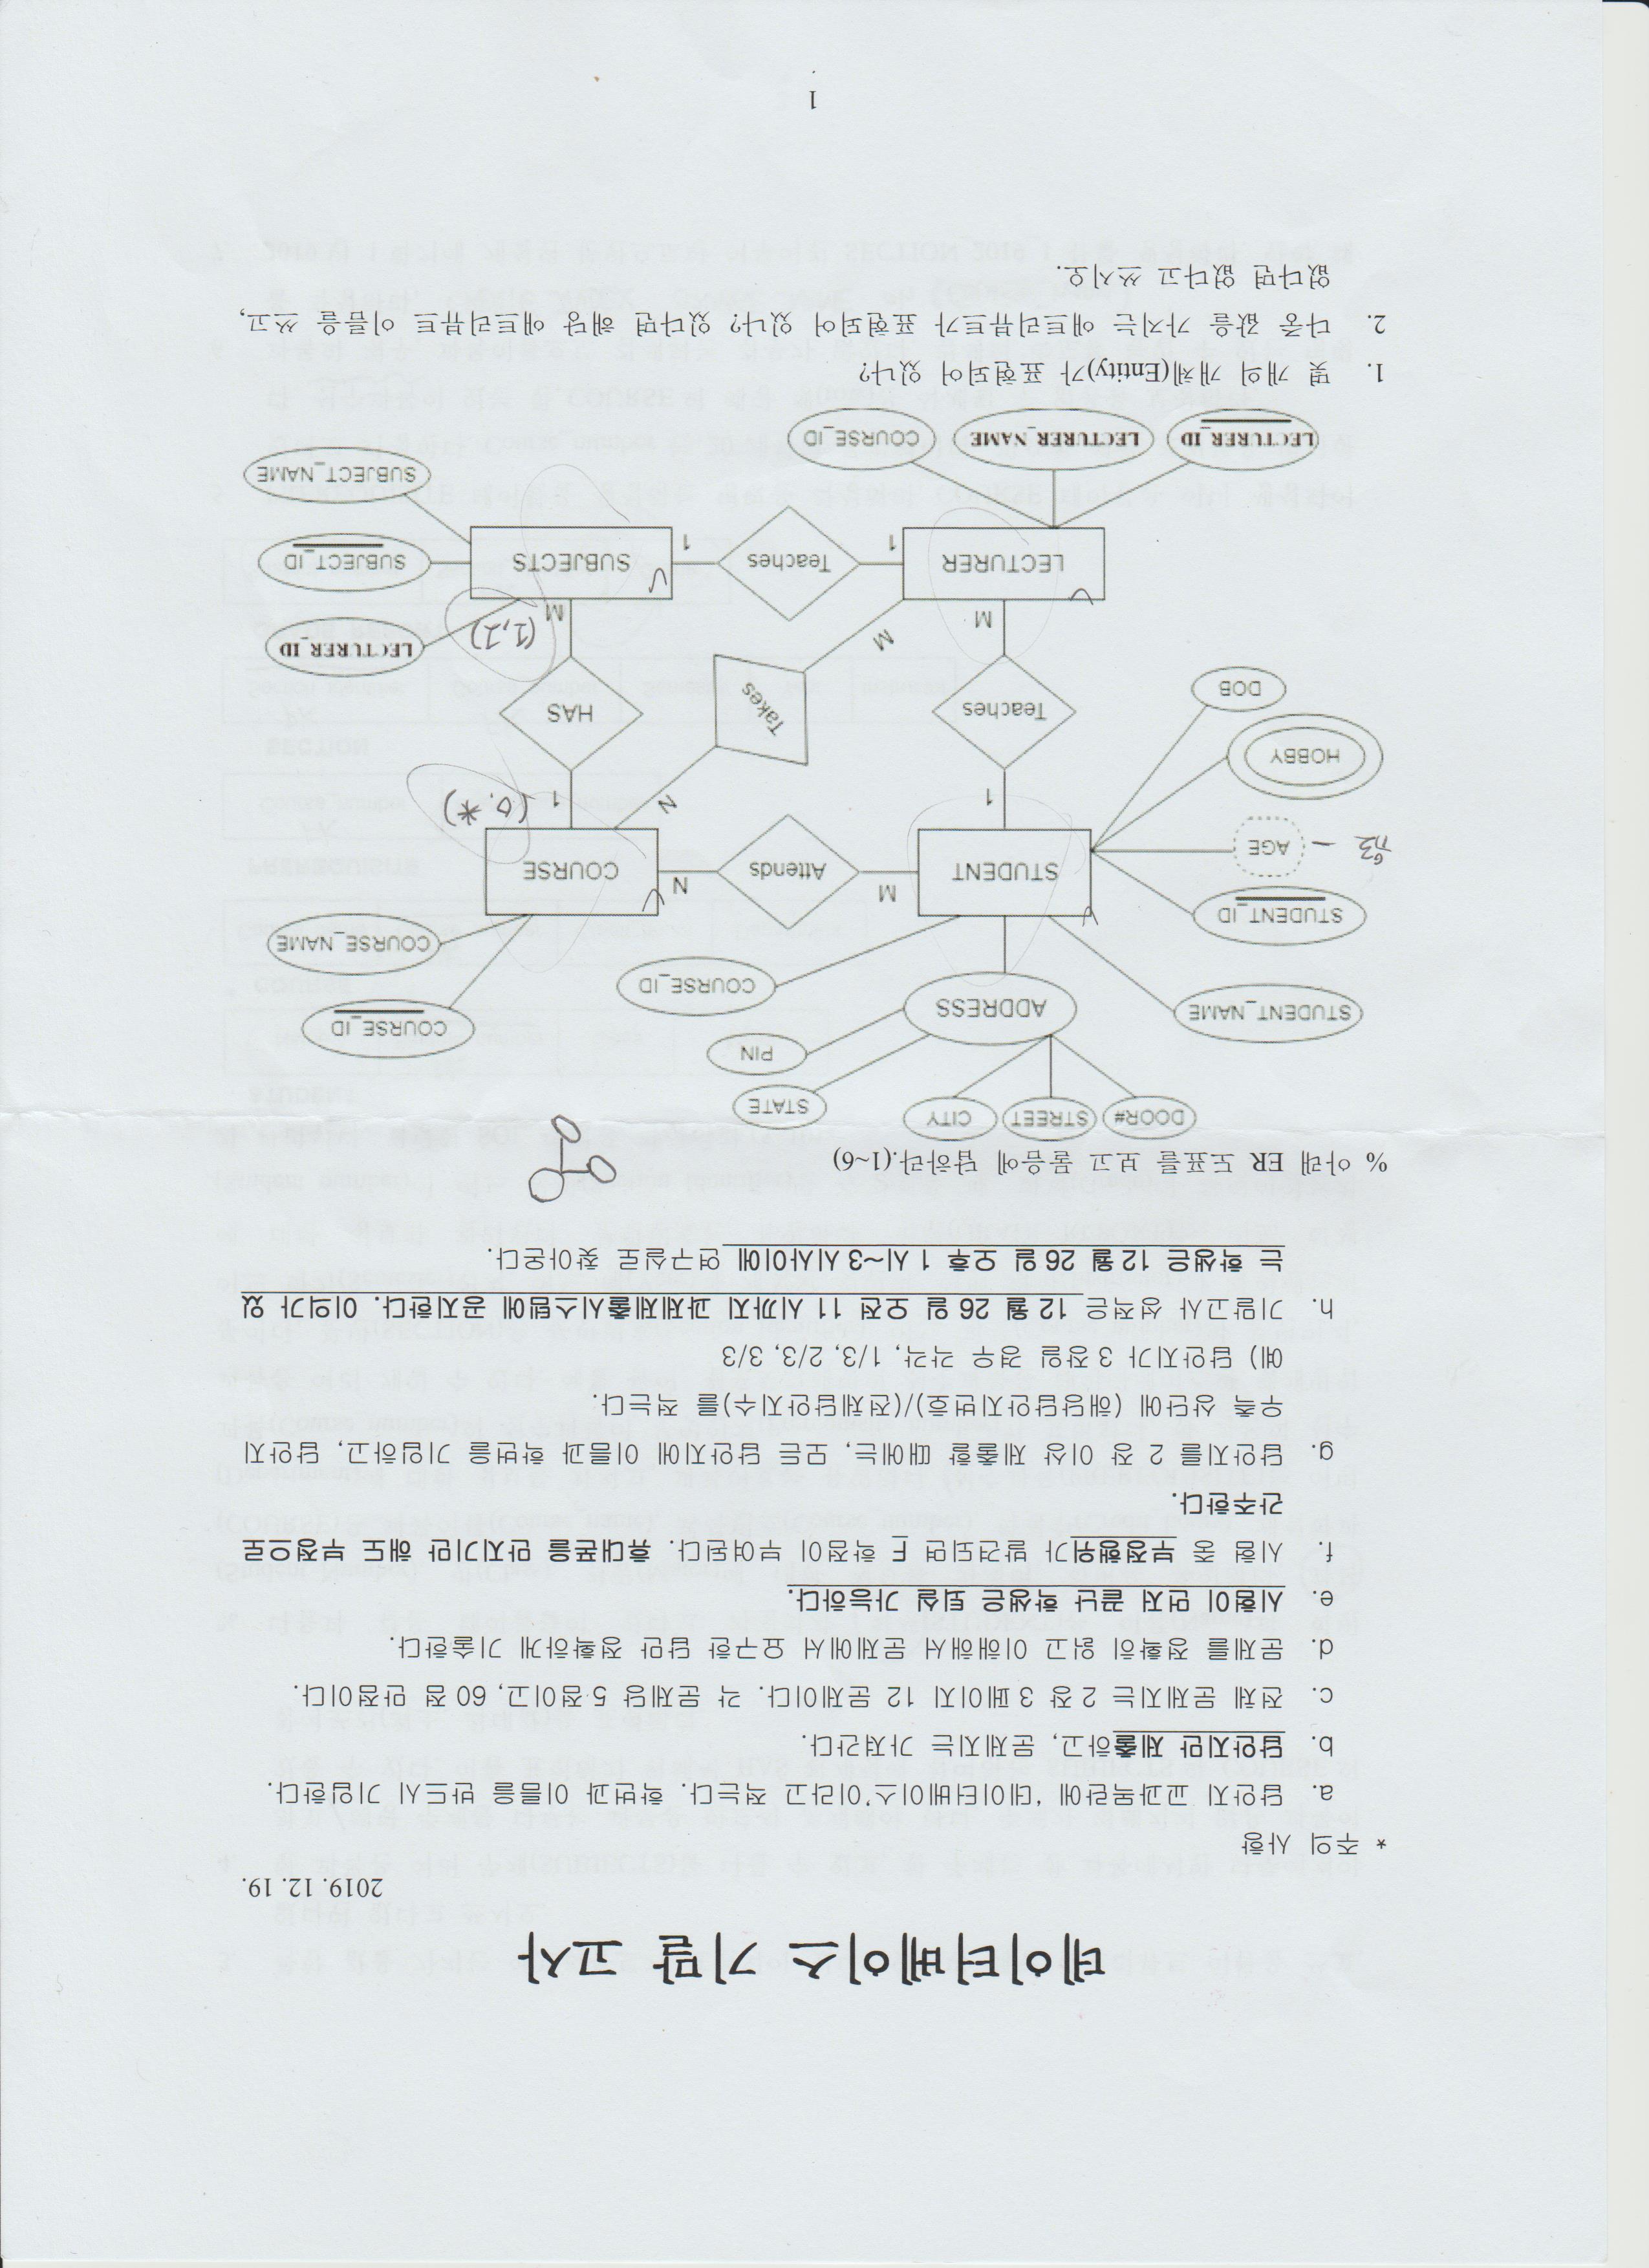 데이터베이스 기말 고사
2019. 12. 19.
* 주의 사항
a. 답안지 교과목란에 ‘데이터베이스’이라고 적는다. 학번과 이름을 반드시 기입한다.
b. 답안지만 제출하고, 문제지는 가져간다.
c. 전체 문제지는 2장 3페이지 12 문제이다. 각 문제당 5점이고, 60점 만점이다.
d. 문제를 정확히 읽고 이해해서 문제에서 요구한 답만 정확하게 기술한다.
e. 시험이 먼저 끝난 학생은 퇴실 가능하다.
f. 시험 중 부정행위가 발견되면 F 학점이 부여된다. 휴대폰을 만지기만 해도 부정으로
간주한다.
g. 답안지를 2 장 이상 제출할 때에는, 모든 답안지에 이름과 학번을 기입하고, 답안지
우측 상단에 (해당답안지번호)/(전체답안지수)를 적는다.
예) 답안지가 3장일 경우 각각, 1/3, 2/3, 3/3
h. 기말고사 성적은 12월 26일 오전 11시까지 과제제출시스템에 공지한다. 이의가 있
는 학생은 12월 26일 오후 1시~3시사이에 연구실로 찾아온다.
% 아래 ER 도표를 보고 물음에 답하라.(1~6)
DOOR# STREET CITY
STATE
PIN
STUDENT_NAME
ADDRESS
COURSE_ID
COURSE_ID
COURSE_NAME
STUDENT_ID
STUDENT M Attends N COURSE
유도 - AGE
1 N 1 (0,*)
HOBBY
Teaches Takes HAS
DOB
LECTURER_ID
M M M (1,1)
LECTURER 1 Teaches 1 SUBJECTS
SUBJECT_ID
SUBJECT_NAME
LECTURER_ID LECTURER_NAME COURSE_ID
1. 몇 개의 개체(Entity)가 표현되어 있나?
2. 다중 값을 가지는 애트리뷰트가 표현되어 있나? 있다면 해당 애트리뷰트 이름을 쓰고,
없다면 없다고 쓰시오.
1